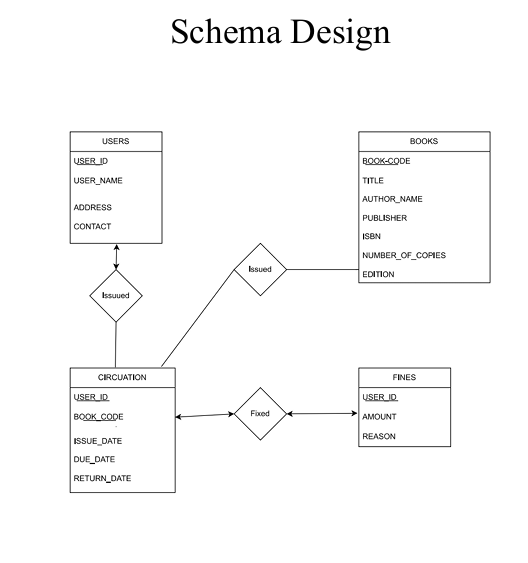 Schema Design
USERS
USER_ID
USER_NAME
ADDRESS
CONTACT
BOOKS
BOOK-CODE
TITLE
AUTHOR_NAME
PUBLISHER
ISBN
NUMBER_OF_COPIES
EDITION
Issued
Issuued
CIRCUATION
USER_ID
BOOK_CODE
ISSUE_DATE
DUE_DATE
RETURN_DATE
Fixed
FINES
USER_ID
AMOUNT
REASON